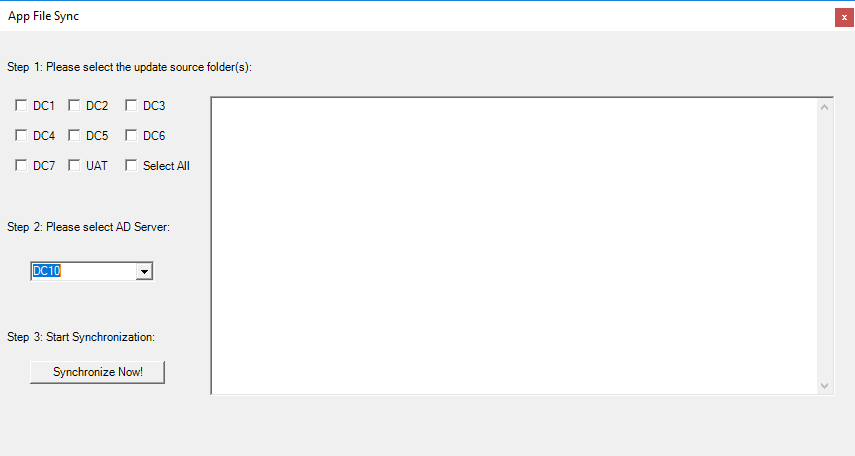 App File Sync
x
Step 1: Please select the update source folder(s):
DC1 DC2 DC3
DC4 DC5 DC6
DC7 UAT Select All
Step 2: Please select AD Server:
DC10
Step 3: Start Synchronization:
Synchronize Now!